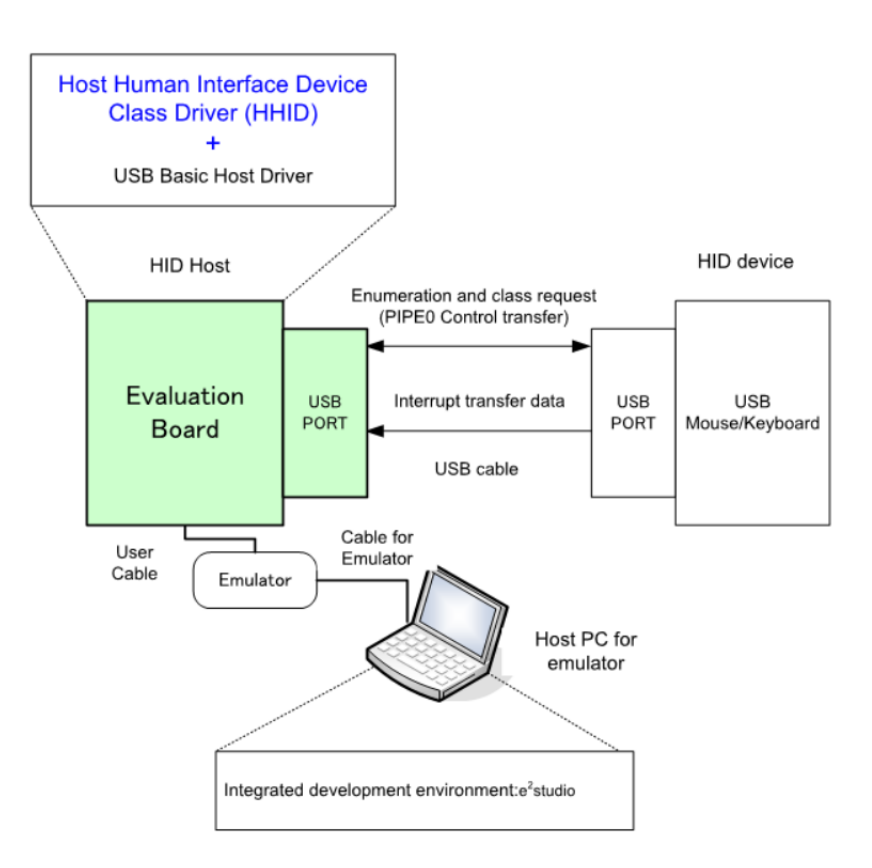 Host Human Interface Device
Class Driver (HHID)
+
USB Basic Host Driver
HID Host
HID device
Enumeration and class request
(PIPE0 Control transfer)
Evaluation
Board
USB
PORT
Interrupt transfer data
USB
PORT
USB
Mouse/Keyboard
USB cable
User
Cable
Emulator
Cable for
Emulator
Host PC for
emulator
Integrated development environment:e²studio